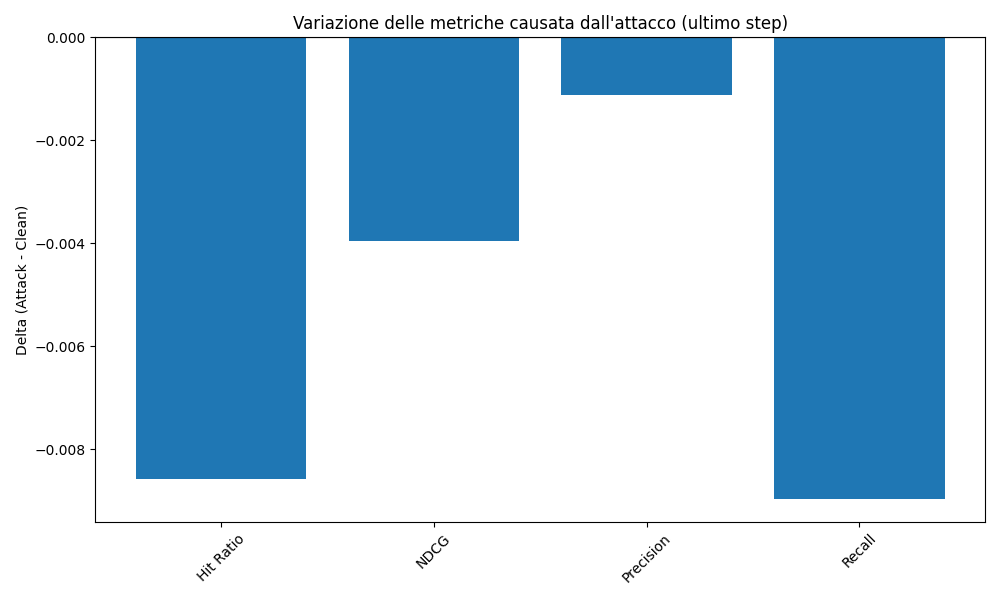 Variazione delle metriche causata dall'attacco (ultimo step)
Delta (Attack - Clean)
0.000
−0.002
−0.004
−0.006
−0.008
Hit Ratio
NDCG
Precision
Recall